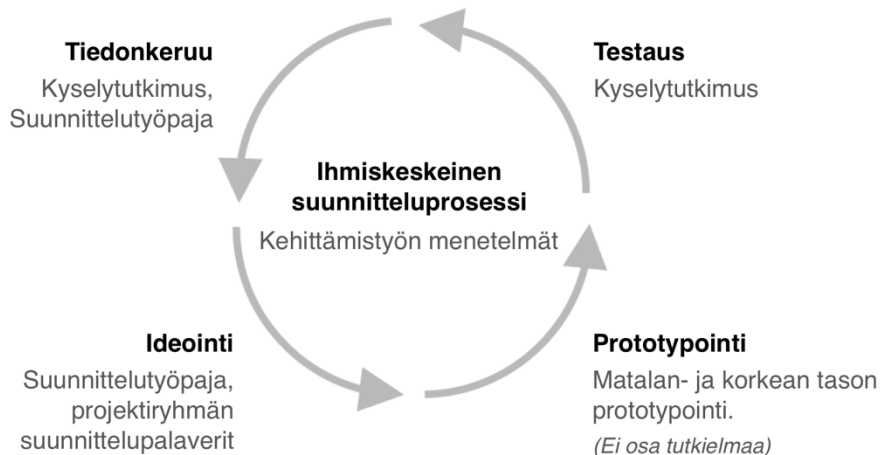 Tiedonkeruu
Kyselytutkimus,
Suunnittelutyöpaja
Testaus
Kyselytutkimus
Ihmiskeskeinen
suunnitteluprosessi
Kehittämistyön menetelmät
Ideointi
Suunnittelutyöpaja,
projektiryhmän
suunnittelupalaverit
Prototypointi
Matalan- ja korkean tason
prototypointi.
(Ei osa tutkielmaa)